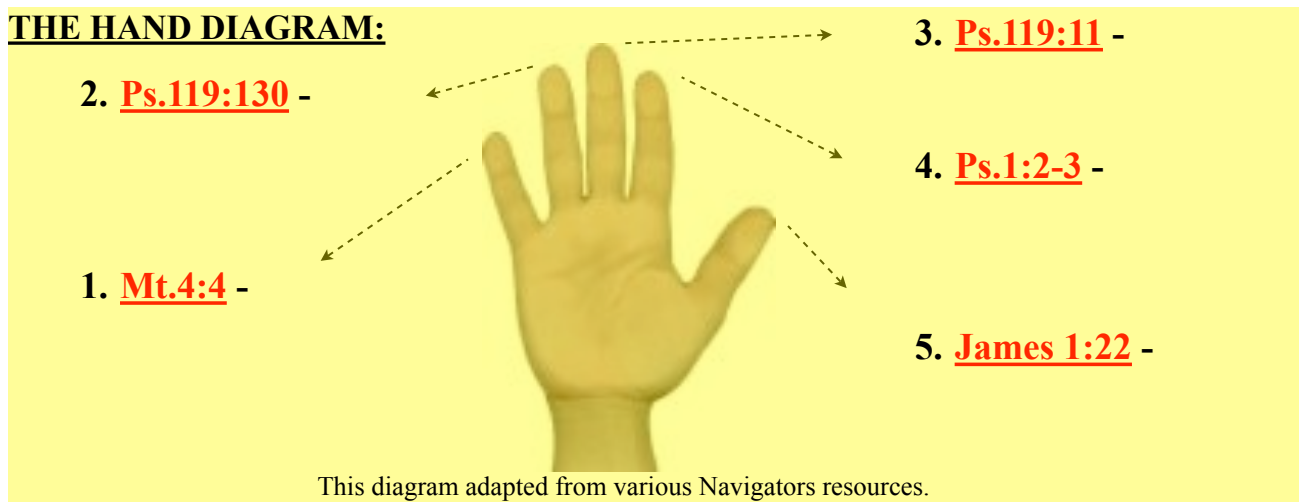 THE HAND DIAGRAM:
3. Ps.119:11 -
2. Ps.119:130 -
4. Ps.1:2-3 -
1. Mt.4:4 -
5. James 1:22 -
This diagram adapted from various Navigators resources.